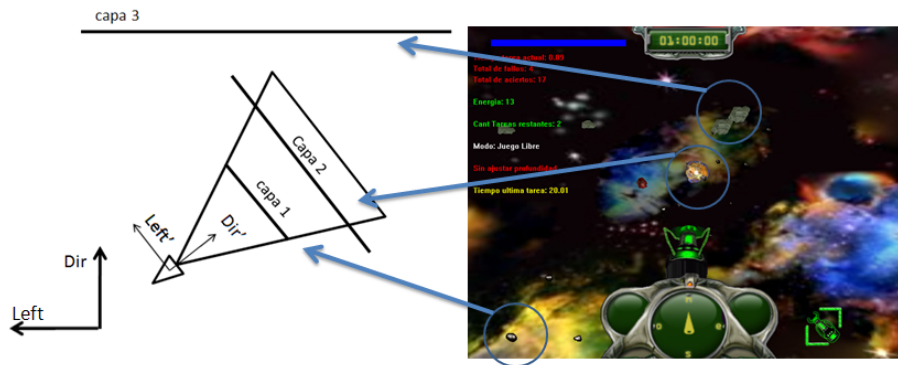 capa 3
Capa 2
capa 1
Left'
Dir'
Dir
Left
01:00:00
actual: 0.09
Total de fallos: 4
Total de aciertos: 17
Energia: 13
Cant Tareas restantes: 2
Modo: Juego Libre
Sin ajustar profundidad
Tiempo ultima tarea: 20.01
O
S